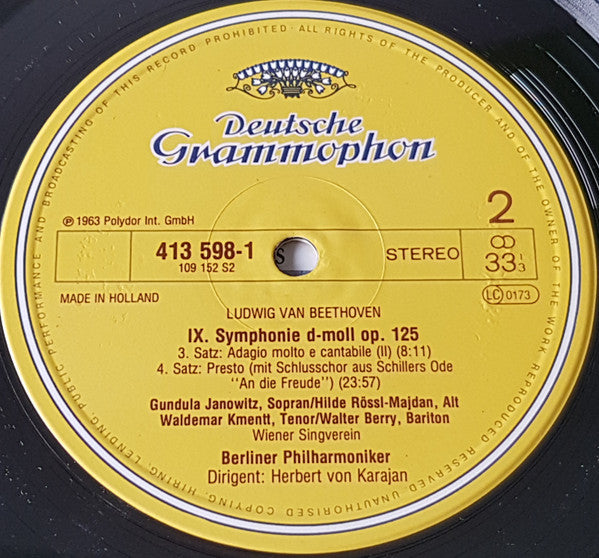 ALL RIGHTS OF THE PRODUCER AND OF THE OWNER OF THE WORK REPRODUCED RESERVED UNAUTHORISED COPYING, HIRING, LENDING, PUBLIC PERFORMANCE AND BROADCASTING OF THIS RECORD PROHIBITED ·
Deutsche
Grammophon
℗ 1963 Polydor Int. GmbH
2
413 598-1
109 152 S2
S
STEREO
33 1/3
MADE IN HOLLAND
LC 0173
LUDWIG VAN BEETHOVEN
IX. Symphonie d-moll op. 125
3. Satz: Adagio molto e cantabile (II) (8:11)
4. Satz: Presto (mit Schlusschor aus Schillers Ode
''An die Freude'') (23:57)
Gundula Janowitz, Sopran/Hilde Rössl-Majdan, Alt
Waldemar Kmentt, Tenor/Walter Berry, Bariton
Wiener Singverein
Berliner Philharmoniker
Dirigent: Herbert von Karajan